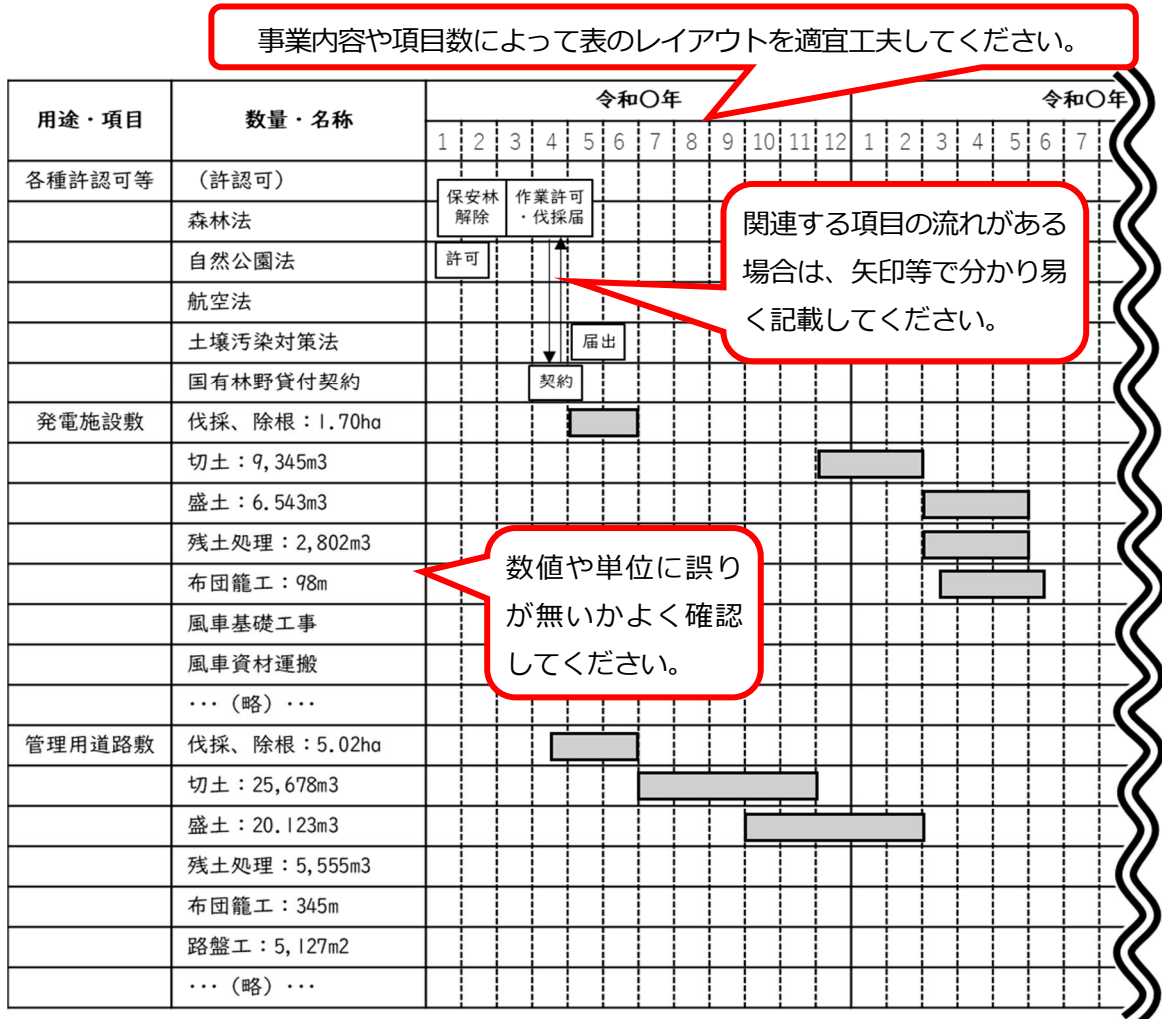 事業内容や項目数によって表のレイアウトを適宜工夫してください。
用途・項目 数量・名称 令和〇年 令和〇年
1 2 3 4 5 6 7 8 9 10 11 12 1 2 3 4 5 6 7
各種許認可等 （許認可）
保安林
解除
作業許可
・伐採届
森林法
自然公園法 許可
航空法
土壌汚染対策法 届出
国有林野貸付契約 契約
関連する項目の流れがある
場合は、矢印等で分かり易
く記載してください。
発電施設敷 伐採、除根：1.70ha
切土：9,345m3
盛土：6.543m3
残土処理：2,802m3
布団籠工：98m
風車基礎工事
風車資材運搬
･･･（略）･･･
数値や単位に誤り
が無いかよく確認
してください。
管理用道路敷 伐採、除根：5.02ha
切土：25,678m3
盛土：20.123m3
残土処理：5,555m3
布団籠工：345m
路盤工：5,127m2
･･･（略）･･･